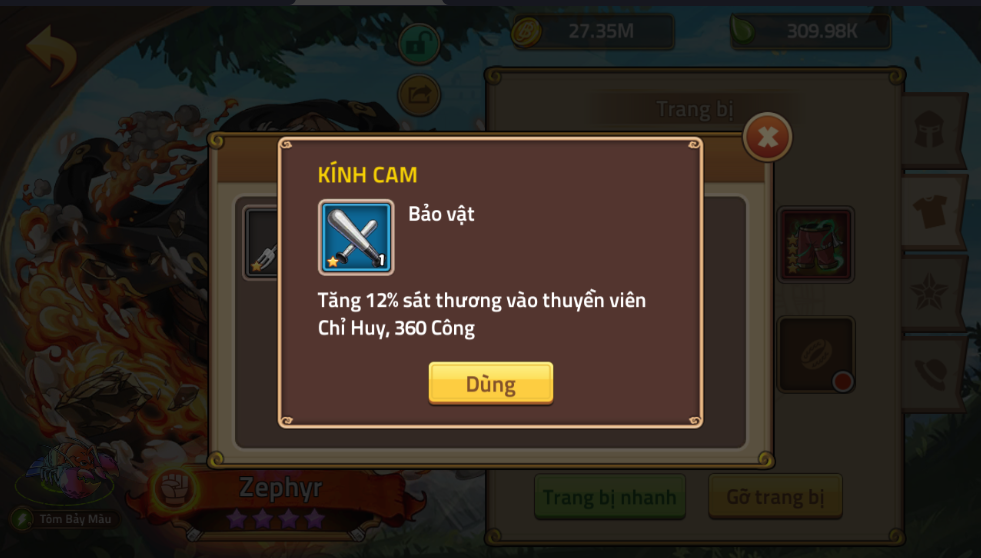 27.35M
309.98K
Trang bị
KÍNH CAM
Bảo vật
1
Tăng 12% sát thương vào thuyền viên
Chỉ Huy, 360 Công
Dùng
Zephyr
Tôm Bảy Màu
Trang bị nhanh
Gỡ trang bị